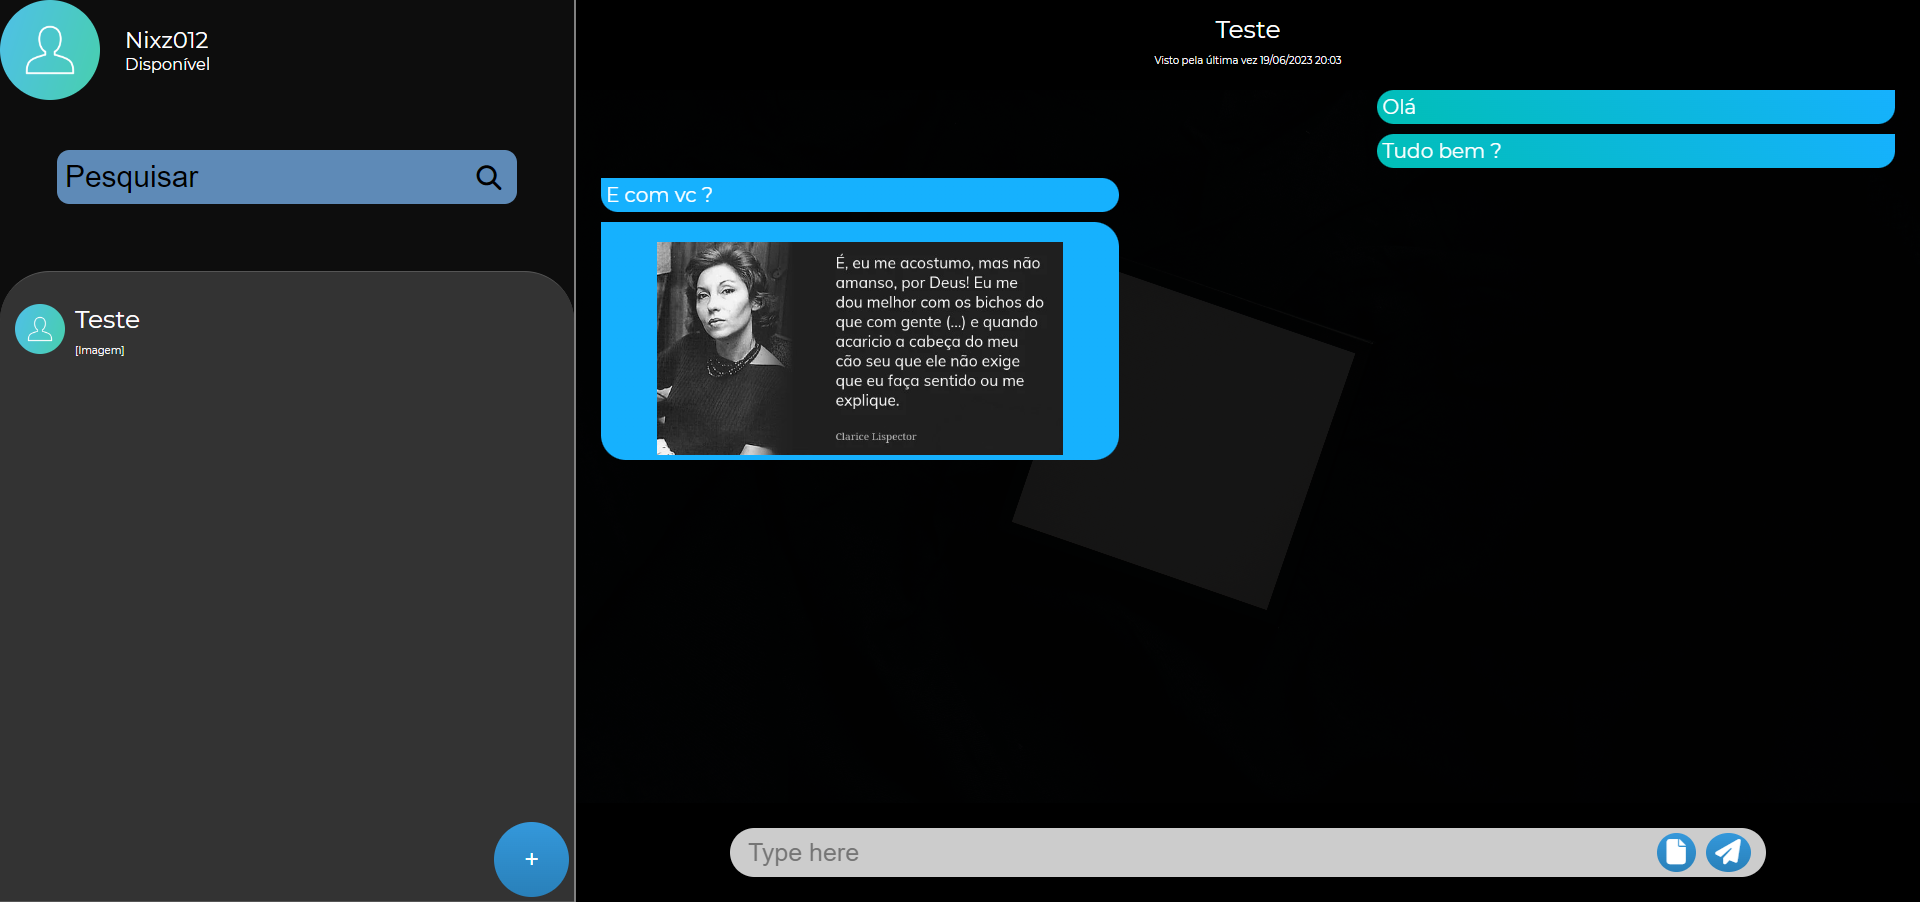 Nixz012
Disponível
Pesquisar
Teste
[Imagem]
+
Teste
Visto pela última vez 19/06/2023 20:03
Olá
Tudo bem ?
E com vc ?
É, eu me acostumo, mas não
amanso, por Deus! Eu me
dou melhor com os bichos do
que com gente (...) e quando
acaricio a cabeça do meu
cão seu que ele não exige
que eu faça sentido ou me
explique.
Clarice Lispector
Type here